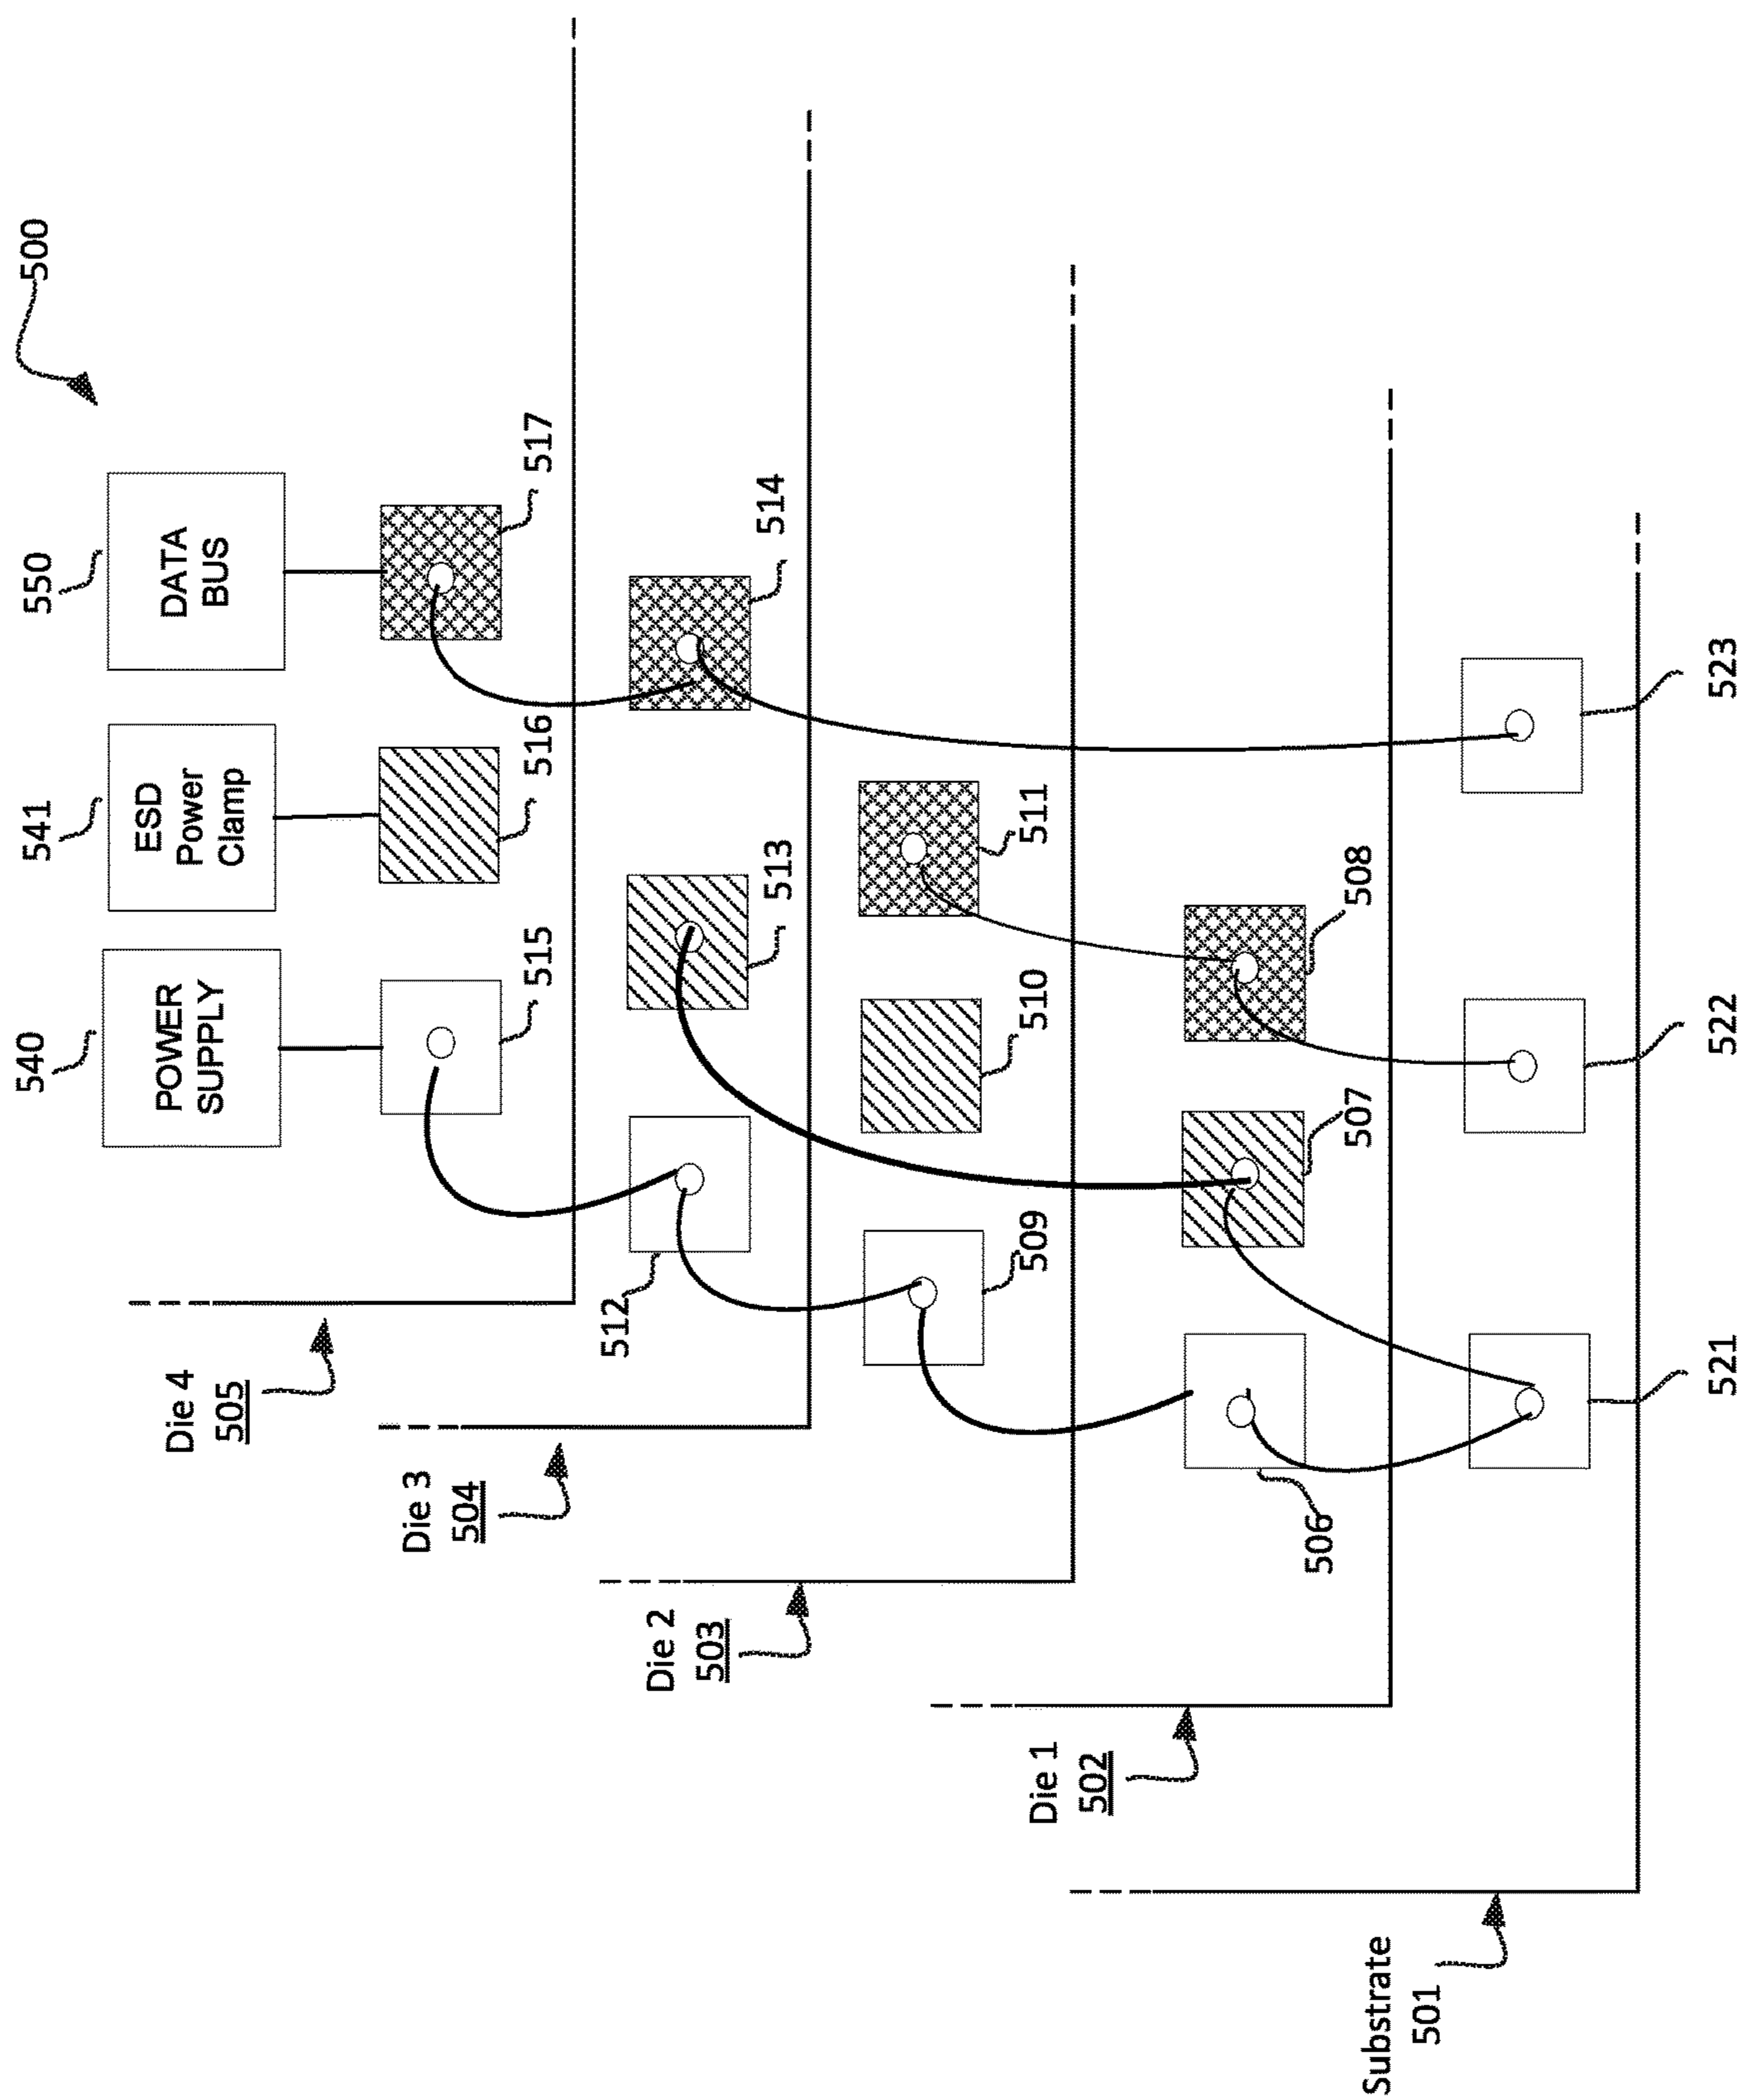 500
540
541
550
POWER
SUPPLY
ESD
Power
Clamp
DATA
BUS
Die 4
505
515
516
517
Die 3
504
512
513
514
Die 2
503
509
510
511
Die 1
502
506
507
508
Substrate
501
521
522
523